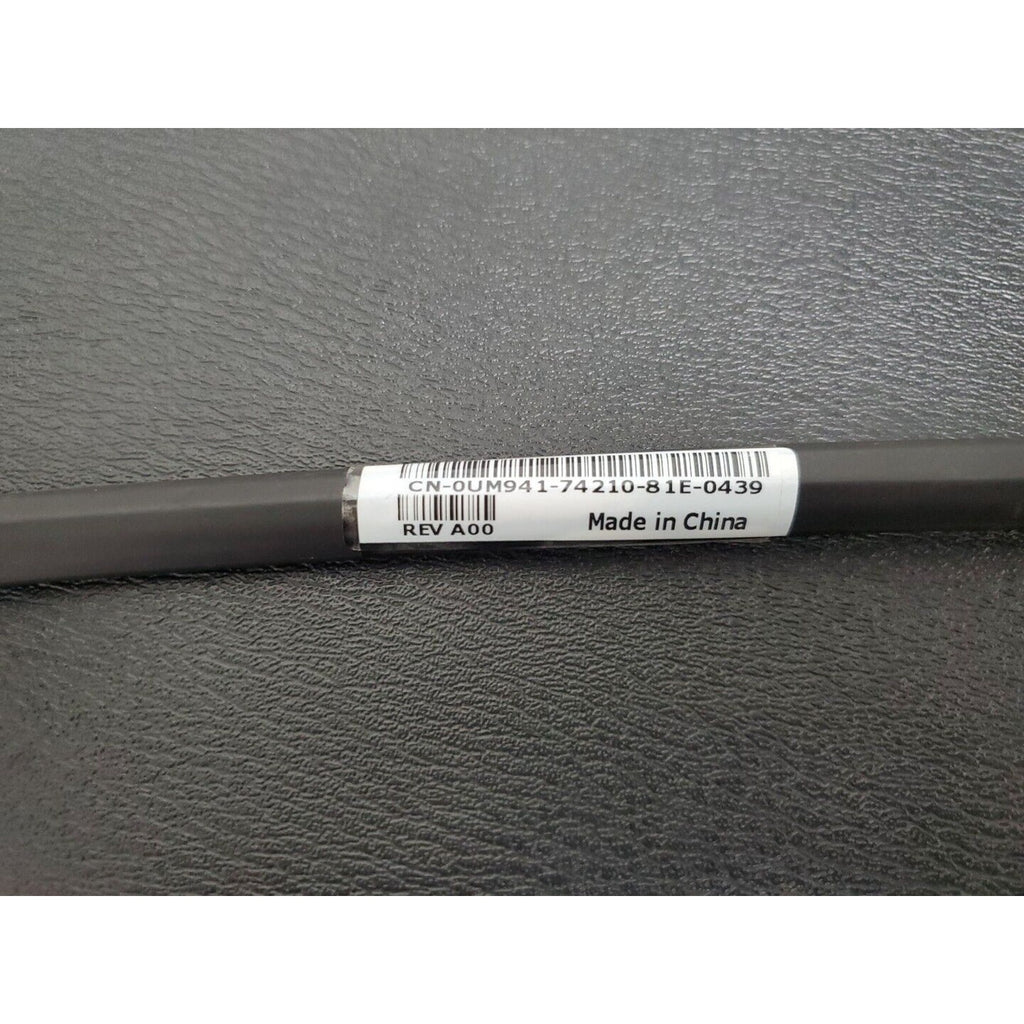 CN-0UM941-74210-81E-0439
REV A00
Made in China